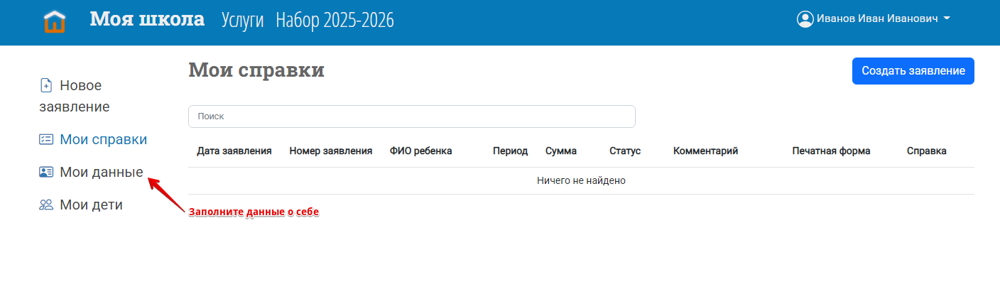 Моя школа Услуги Набор 2025-2026 Иванов Иван Иванович
Новое
заявление
Мои справки
Мои данные
Мои дети
Мои справки
Создать заявление
Поиск
Дата заявления Номер заявления ФИО ребенка Период Сумма Статус Комментарий Печатная форма Справка
Ничего не найдено
Заполните данные о себе